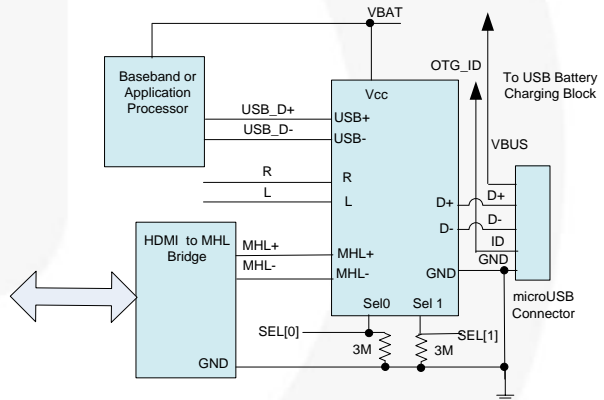 VBAT
OTG_ID
Baseband or
Application
Processor
To USB Battery
Charging Block
Vcc
USB_D+
USB+
USB_D-
USB-
VBUS
R
R
L
L
D+
D+
D-
D-
HDMI to MHL
Bridge
MHL+
MHL+
MHL-
MHL-
ID
GND
GND
microUSB
Connector
Sel0
Sel 1
SEL[0]
SEL[1]
3M
3M
GND